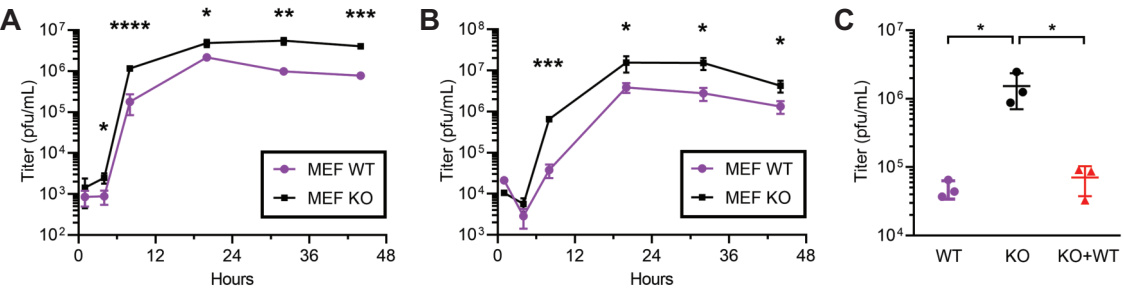 A
Titer (pfu/mL)
10⁷
10⁶
10⁵
10⁴
10³
10²
*
****
*
**
***
MEF WT
MEF KO
0 12 24 36 48
Hours
B
Titer (pfu/mL)
10⁸
10⁷
10⁶
10⁵
10⁴
10³
***
*
*
*
MEF WT
MEF KO
0 12 24 36 48
Hours
C
Titer (pfu/mL)
10⁷
10⁶
10⁵
10⁴
* *
WT KO KO+WT